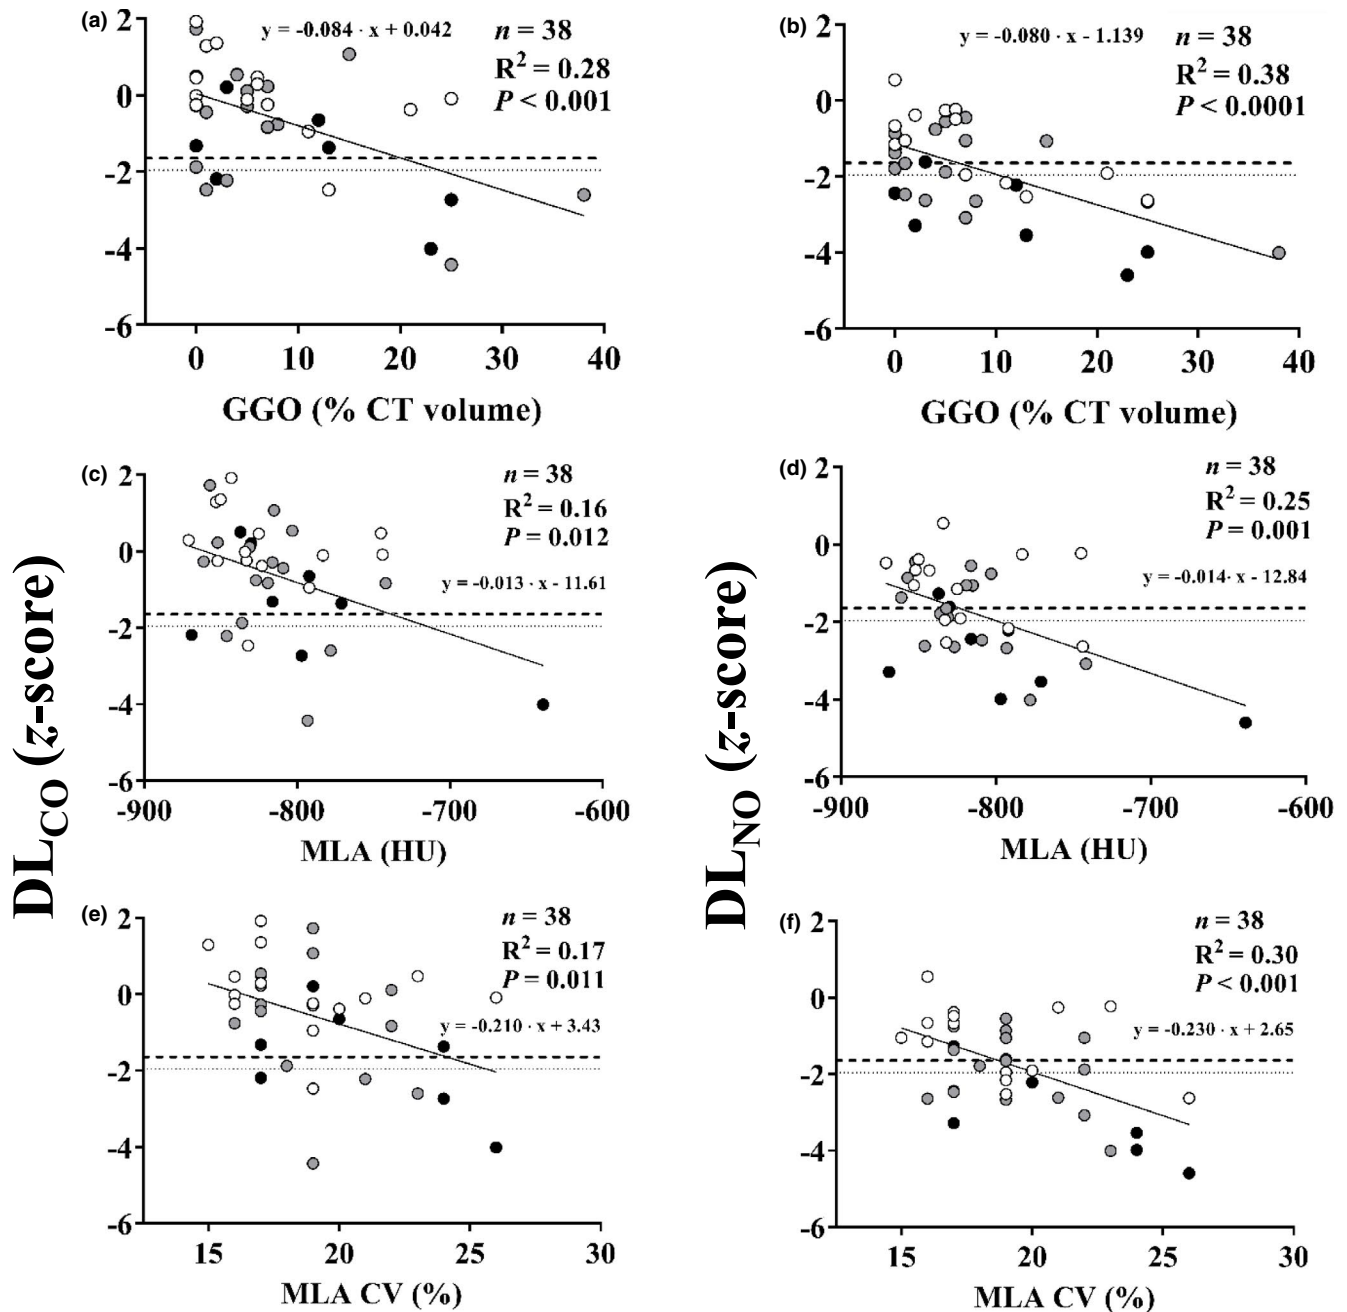 (a)
y = -0.084 · x + 0.042
n = 38
R² = 0.28
P < 0.001
2
0
-2
-4
-6
0 10 20 30 40
GGO (% CT volume)
(b)
y = -0.080 · x - 1.139
n = 38
R² = 0.38
P < 0.0001
2
0
-2
-4
-6
0 10 20 30 40
GGO (% CT volume)
DLCO (z-score)
(c)
n = 38
R² = 0.16
P = 0.012
y = -0.013 · x - 11.61
2
0
-2
-4
-6
-900 -800 -700 -600
MLA (HU)
DLNO (z-score)
(d)
n = 38
R² = 0.25
P = 0.001
y = -0.014· x - 12.84
2
0
-2
-4
-6
-900 -800 -700 -600
MLA (HU)
(e)
n = 38
R² = 0.17
P = 0.011
y = -0.210 · x + 3.43
2
0
-2
-4
-6
15 20 25 30
MLA CV (%)
(f)
n = 38
R² = 0.30
P < 0.001
y = -0.230 · x + 2.65
2
0
-2
-4
-6
15 20 25 30
MLA CV (%)